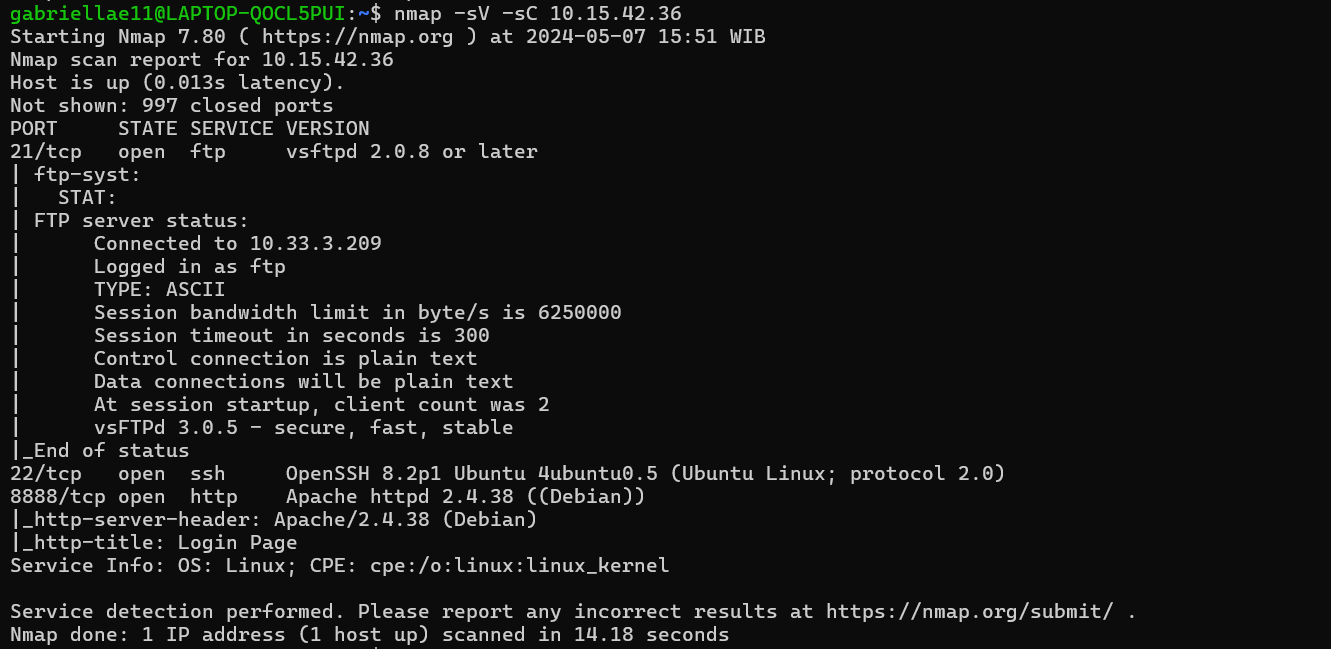 gabriellae11@LAPTOP-QOCL5PUI:~$ nmap -sV -sC 10.15.42.36
Starting Nmap 7.80 ( https://nmap.org ) at 2024-05-07 15:51 WIB
Nmap scan report for 10.15.42.36
Host is up (0.013s latency).
Not shown: 997 closed ports
PORT     STATE SERVICE VERSION
21/tcp   open  ftp     vsftpd 2.0.8 or later
| ftp-syst:
|   STAT:
| FTP server status:
|      Connected to 10.33.3.209
|      Logged in as ftp
|      TYPE: ASCII
|      Session bandwidth limit in byte/s is 6250000
|      Session timeout in seconds is 300
|      Control connection is plain text
|      Data connections will be plain text
|      At session startup, client count was 2
|      vsFTPd 3.0.5 - secure, fast, stable
|_End of status
22/tcp   open  ssh     OpenSSH 8.2p1 Ubuntu 4ubuntu0.5 (Ubuntu Linux; protocol 2.0)
8888/tcp open  http    Apache httpd 2.4.38 ((Debian))
|_http-server-header: Apache/2.4.38 (Debian)
|_http-title: Login Page
Service Info: OS: Linux; CPE: cpe:/o:linux:linux_kernel

Service detection performed. Please report any incorrect results at https://nmap.org/submit/ .
Nmap done: 1 IP address (1 host up) scanned in 14.18 seconds